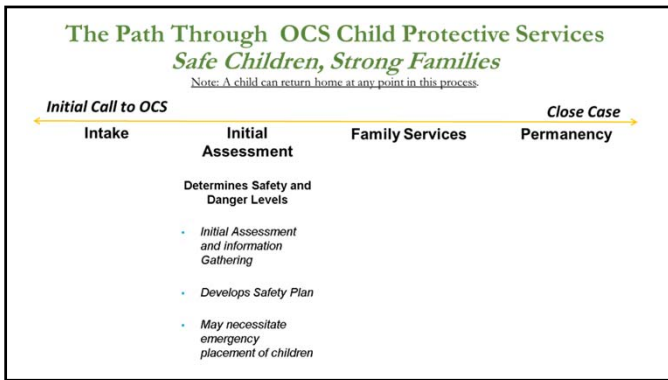 The Path Through OCS Child Protective Services
Safe Children, Strong Families
Note: A child can return home at any point in this process.
Initial Call to OCS
Close Case
Intake
Initial
Assessment
Family Services
Permanency
Determines Safety and
Danger Levels
Initial Assessment
and information
Gathering
Develops Safety Plan
May necessitate
emergency
placement of children